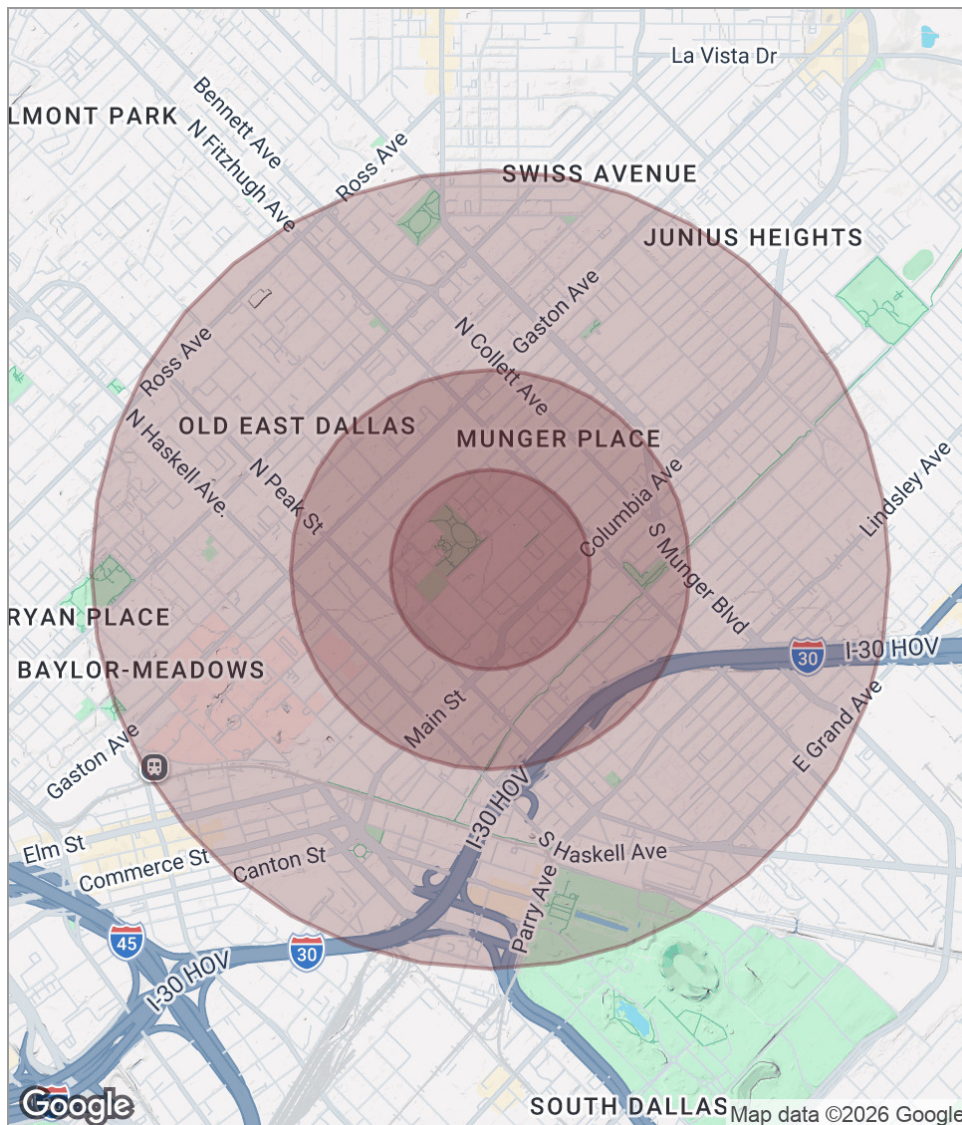 La Vista Dr
Bennett Ave
LMONT PARK
N Fitzhugh Ave
Ross Ave
SWISS AVENUE
JUNIUS HEIGHTS
Gaston Ave
N Collett Ave
Ross Ave
N Haskell Ave.
OLD EAST DALLAS
MUNGER PLACE
N Peak St
Columbia Ave
Lindsley Ave
S Munger Blvd
RYAN PLACE
BAYLOR-MEADOWS
30
I-30 HOV
Main St
E Grand Ave
Gaston Ave
I-30 HOV
Elm St
Commerce St
Canton St
S Haskell Ave
Parry Ave
45
30
I-30 HOV
Google
SOUTH DALLAS
Map data ©2026 Google